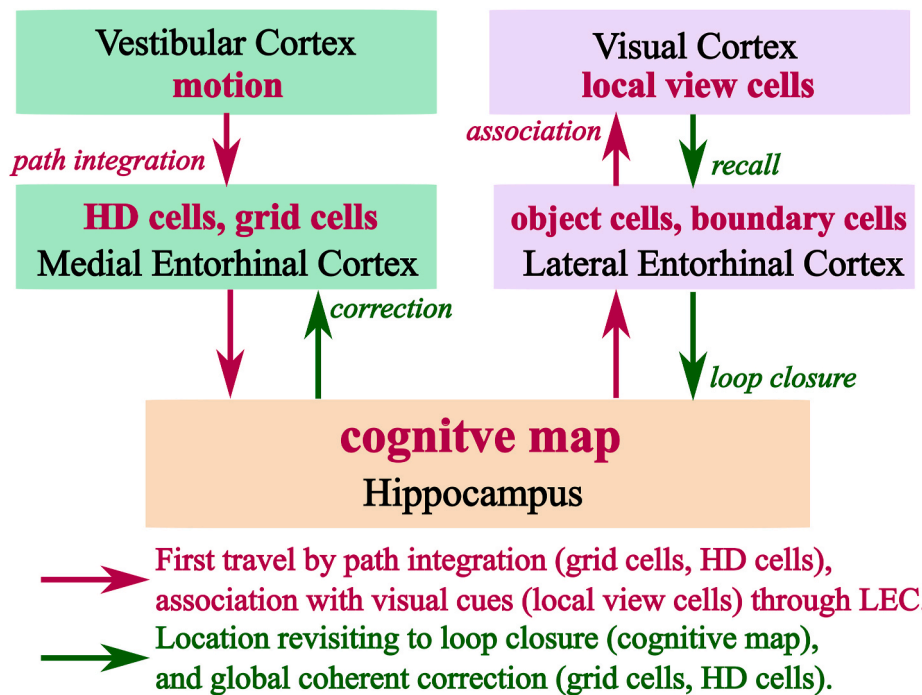 Vestibular Cortex
motion
Visual Cortex
local view cells
path integration
association
recall
HD cells, grid cells
Medial Entorhinal Cortex
object cells, boundary cells
Lateral Entorhinal Cortex
correction
loop closure
cognitve map
Hippocampus
First travel by path integration (grid cells, HD cells),
association with visual cues (local view cells) through LEC.
Location revisiting to loop closure (cognitive map),
and global coherent correction (grid cells, HD cells).